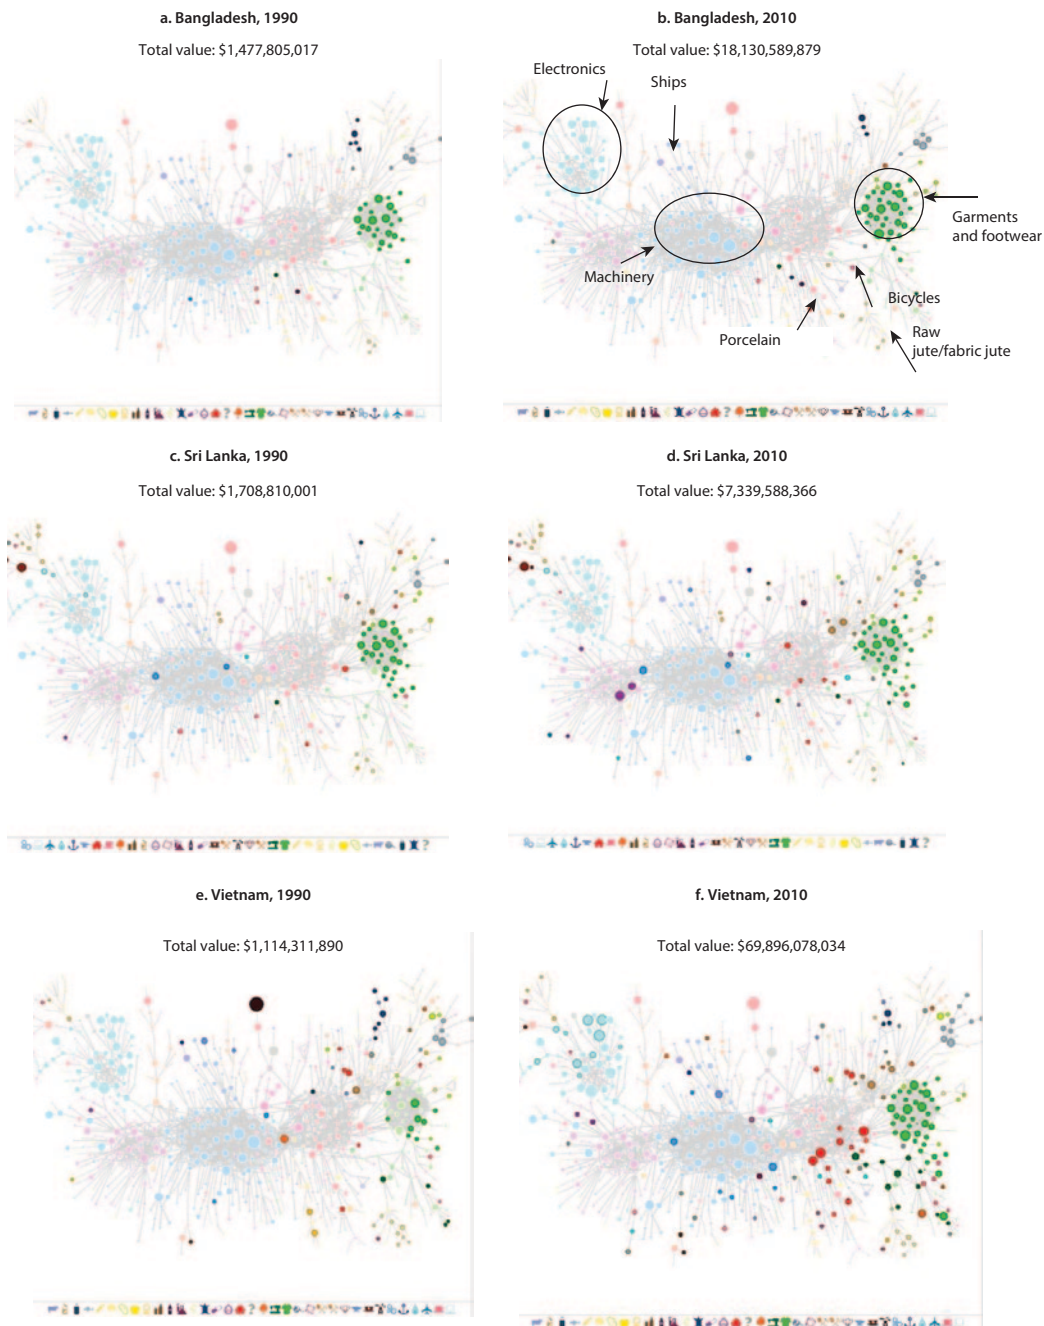 a. Bangladesh, 1990
Total value: $1,477,805,017
b. Bangladesh, 2010
Total value: $18,130,589,879
Electronics
Ships
Garments
and footwear
Machinery
Bicycles
Porcelain
Raw
jute/fabric jute
c. Sri Lanka, 1990
Total value: $1,708,810,001
d. Sri Lanka, 2010
Total value: $7,339,588,366
e. Vietnam, 1990
Total value: $1,114,311,890
f. Vietnam, 2010
Total value: $69,896,078,034